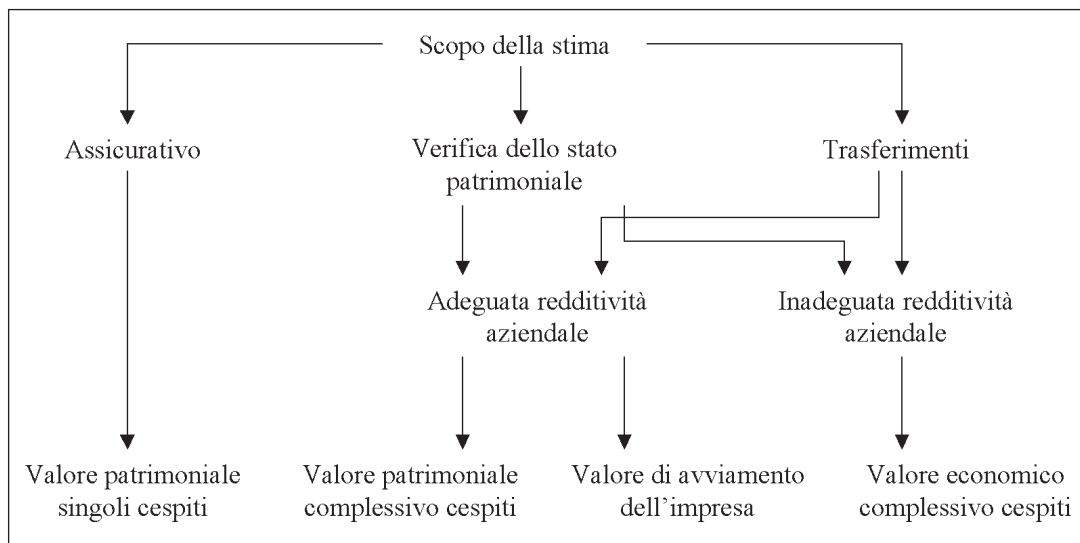 Scopo della stima
Assicurativo
Verifica dello stato
patrimoniale
Trasferimenti
Adeguata redditività
aziendale
Inadeguata redditività
aziendale
Valore patrimoniale
singoli cespiti
Valore patrimoniale
complessivo cespiti
Valore di avviamento
dell’impresa
Valore economico
complessivo cespiti